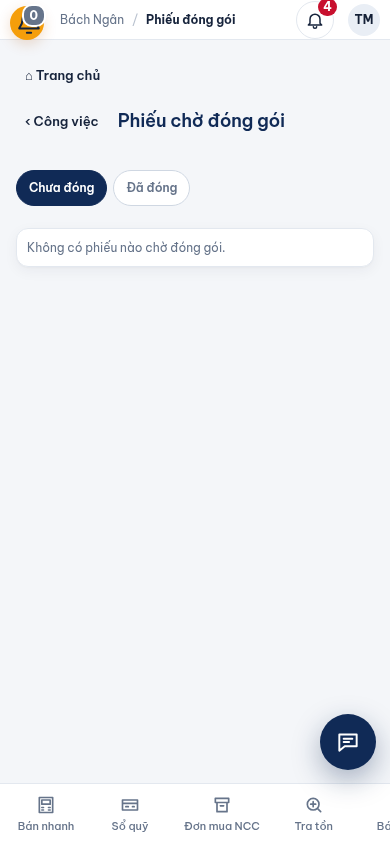 0
Bách Ngân / Phiếu đóng gói
4
TM
⌂ Trang chủ
‹ Công việc
Phiếu chờ đóng gói
Chưa đóng
Đã đóng
Không có phiếu nào chờ đóng gói.
Bán nhanh
Sổ quỹ
Đơn mua NCC
Tra tồn